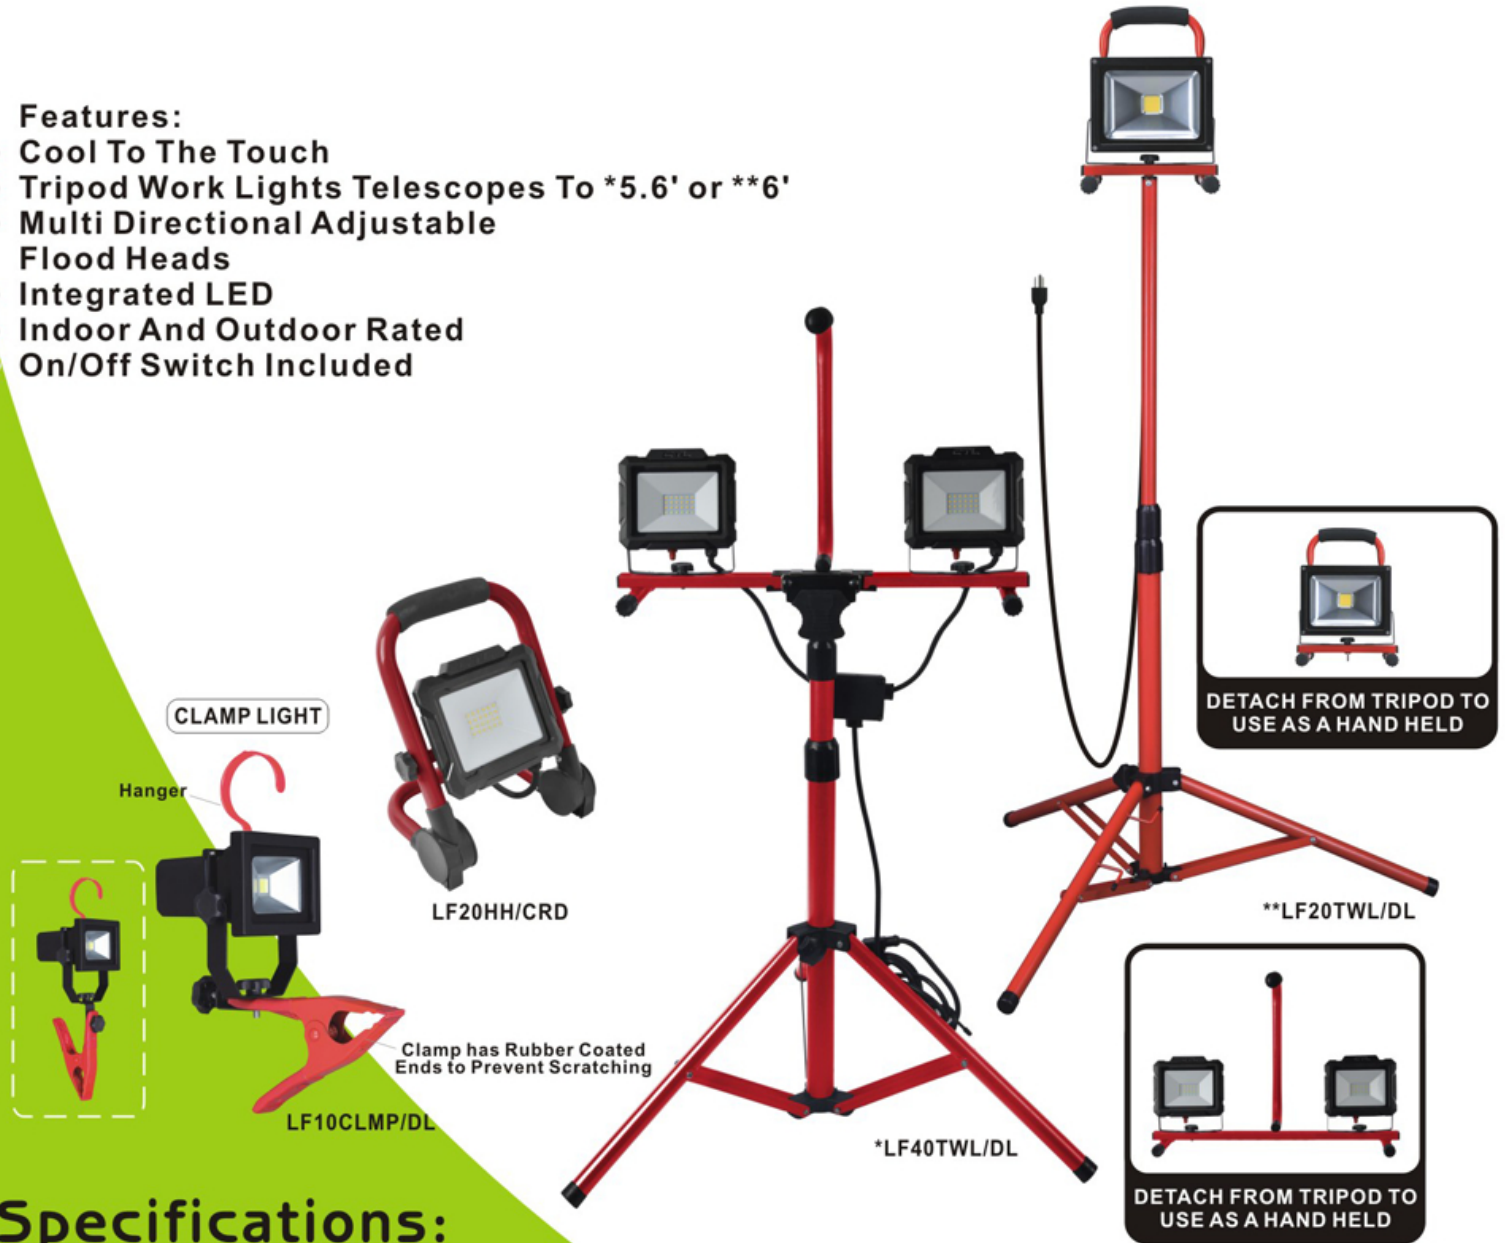 Features:
Cool To The Touch
Tripod Work Lights Telescopes To *5.6' or **6'
Multi Directional Adjustable
Flood Heads
Integrated LED
Indoor And Outdoor Rated
On/Off Switch Included
CLAMP LIGHT
Hanger
LF20HH/CRD
Clamp has Rubber Coated
Ends to Prevent Scratching
LF10CLMP/DL
*LF40TWL/DL
DETACH FROM TRIPOD TO
USE AS A HAND HELD
**LF20TWL/DL
DETACH FROM TRIPOD TO
USE AS A HAND HELD
Specifications: